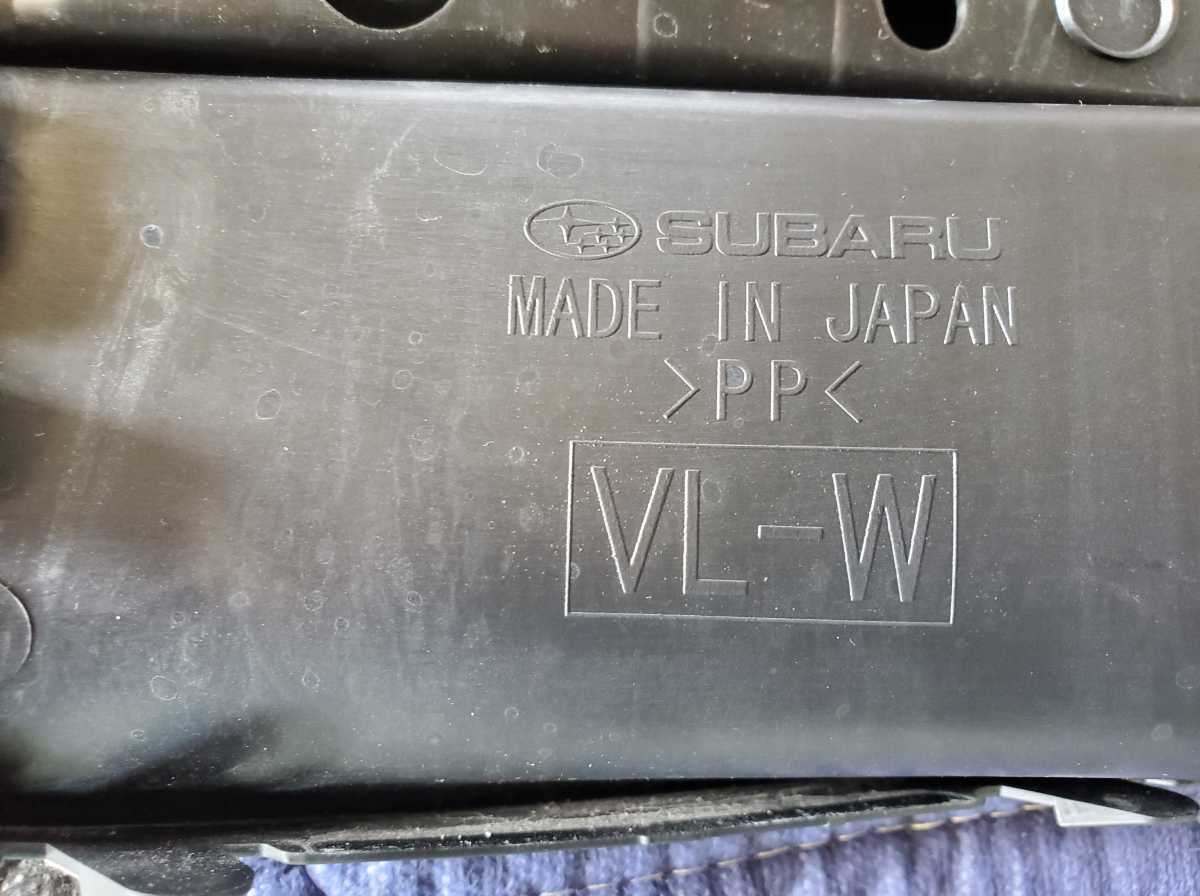 SUBARU
MADE IN JAPAN
>PP<
VL-W